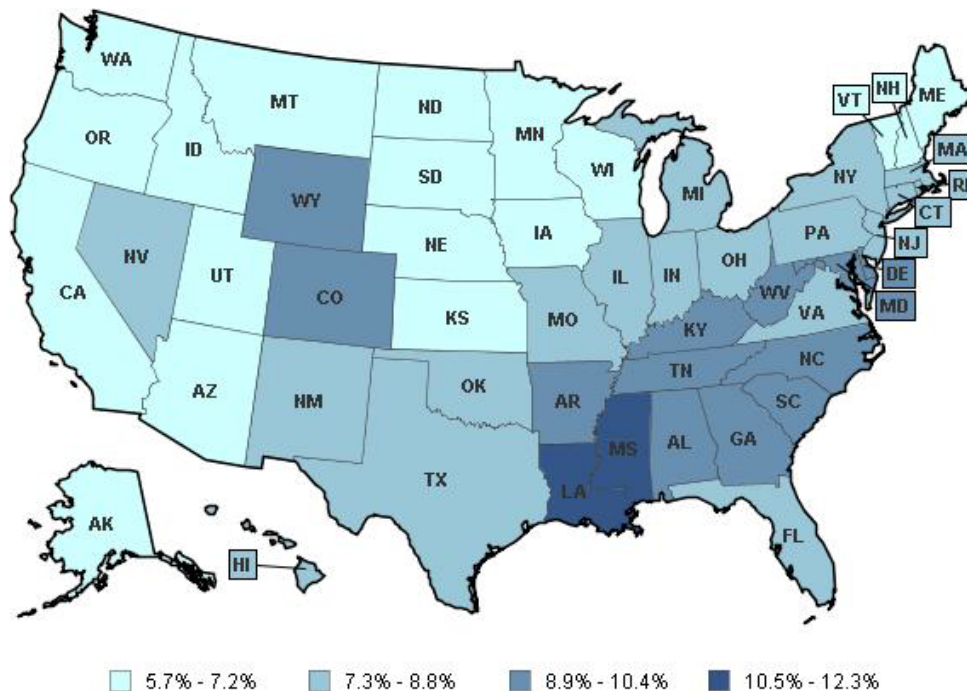 WA
MT
ND
MN
VT
NH
ME
OR
ID
SD
WI
MI
NY
MA
RI
CT
WY
NE
IA
PA
NJ
NV
UT
CO
IL
IN
OH
DE
MD
CA
KS
MO
WV
VA
KY
AZ
NM
OK
AR
TN
NC
SC
TX
LA
MS
AL
GA
FL
AK
HI
5.7% - 7.2%
7.3% - 8.8%
8.9% - 10.4%
10.5% - 12.3%